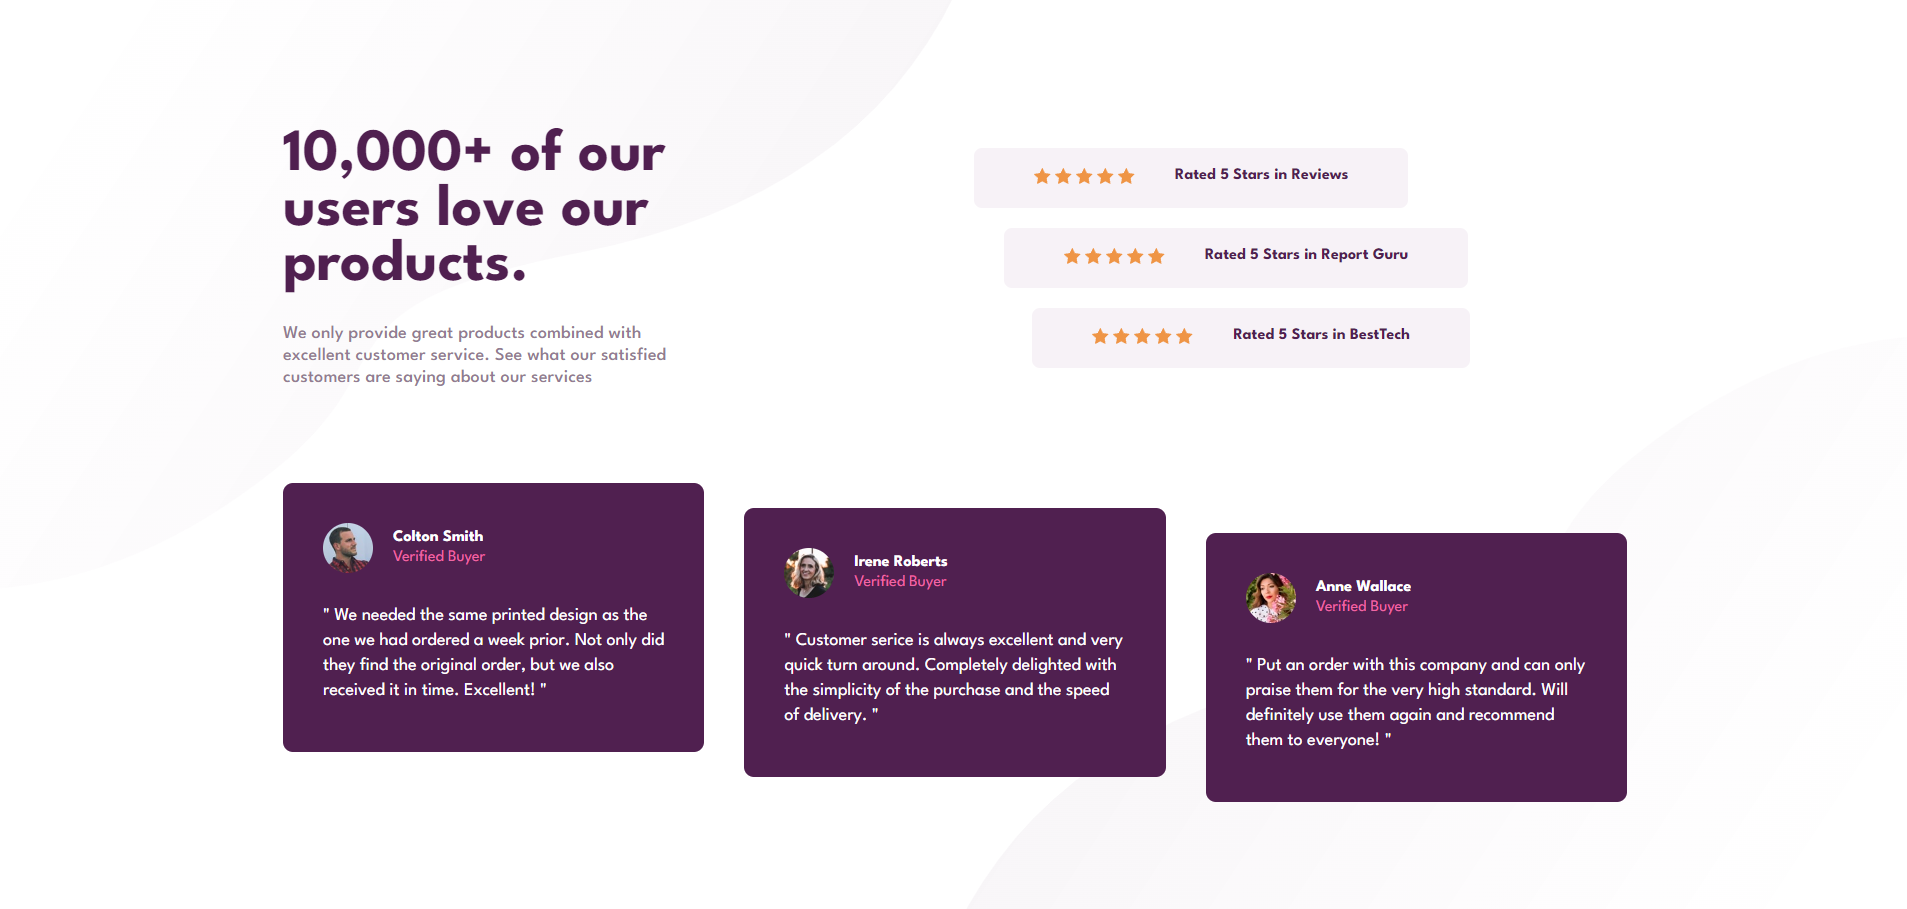 10,000+ of our
users love our
products.
We only provide great products combined with
excellent customer service. See what our satisfied
customers are saying about our services
Rated 5 Stars in Reviews
Rated 5 Stars in Report Guru
Rated 5 Stars in BestTech
Colton Smith
Verified Buyer
" We needed the same printed design as the
one we had ordered a week prior. Not only did
they find the original order, but we also
received it in time. Excellent! "
Irene Roberts
Verified Buyer
" Customer serice is always excellent and very
quick turn around. Completely delighted with
the simplicity of the purchase and the speed
of delivery. "
Anne Wallace
Verified Buyer
" Put an order with this company and can only
praise them for the very high standard. Will
definitely use them again and recommend
them to everyone! "